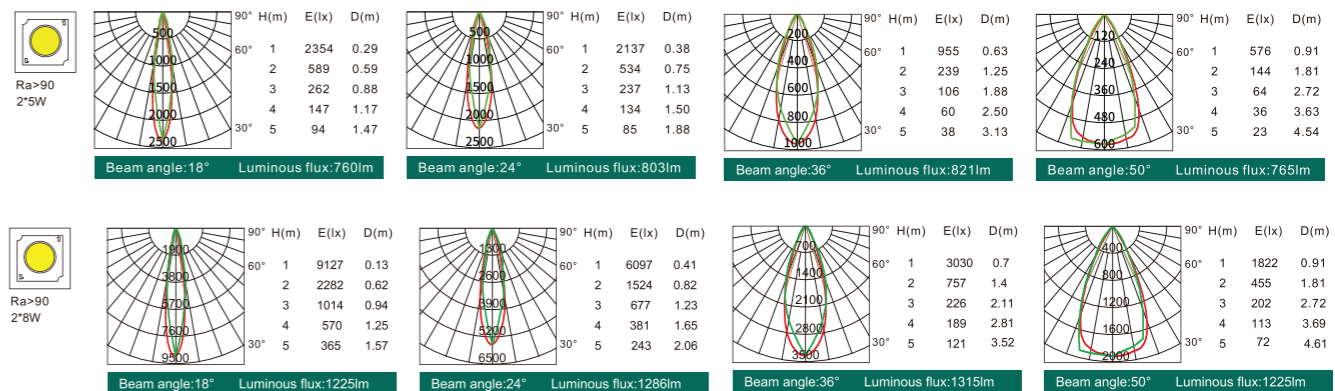 Ra>90
2*5W
500
1000
1500
2000
2500
90°
60°
30°
H(m) E(lx) D(m)
1 2354 0.29
2 589 0.59
3 262 0.88
4 147 1.17
5 94 1.47
Beam angle:18° Luminous flux:760lm
500
1000
1500
2000
2500
90°
60°
30°
H(m) E(lx) D(m)
1 2137 0.38
2 534 0.75
3 237 1.13
4 134 1.50
5 85 1.88
Beam angle:24° Luminous flux:803lm
200
400
600
800
1000
90°
60°
30°
H(m) E(lx) D(m)
1 955 0.63
2 239 1.25
3 106 1.88
4 60 2.50
5 38 3.13
Beam angle:36° Luminous flux:821lm
120
240
360
480
600
90°
60°
30°
H(m) E(lx) D(m)
1 576 0.91
2 144 1.81
3 64 2.72
4 36 3.63
5 23 4.54
Beam angle:50° Luminous flux:765lm
Ra>90
2*8W
1900
3800
5700
7600
9500
90°
60°
30°
H(m) E(lx) D(m)
1 9127 0.13
2 2282 0.62
3 1014 0.94
4 570 1.25
5 365 1.57
Beam angle:18° Luminous flux:1225lm
1300
2600
3900
5200
6500
90°
60°
30°
H(m) E(lx) D(m)
1 6097 0.41
2 1524 0.82
3 677 1.23
4 381 1.65
5 243 2.06
Beam angle:24° Luminous flux:1286lm
700
1400
2100
2800
3500
90°
60°
30°
H(m) E(lx) D(m)
1 3030 0.7
2 757 1.4
3 226 2.11
4 189 2.81
5 121 3.52
Beam angle:36° Luminous flux:1315lm
400
800
1200
1600
2000
90°
60°
30°
H(m) E(lx) D(m)
1 1822 0.91
2 455 1.81
3 202 2.72
4 113 3.69
5 72 4.61
Beam angle:50° Luminous flux:1225lm